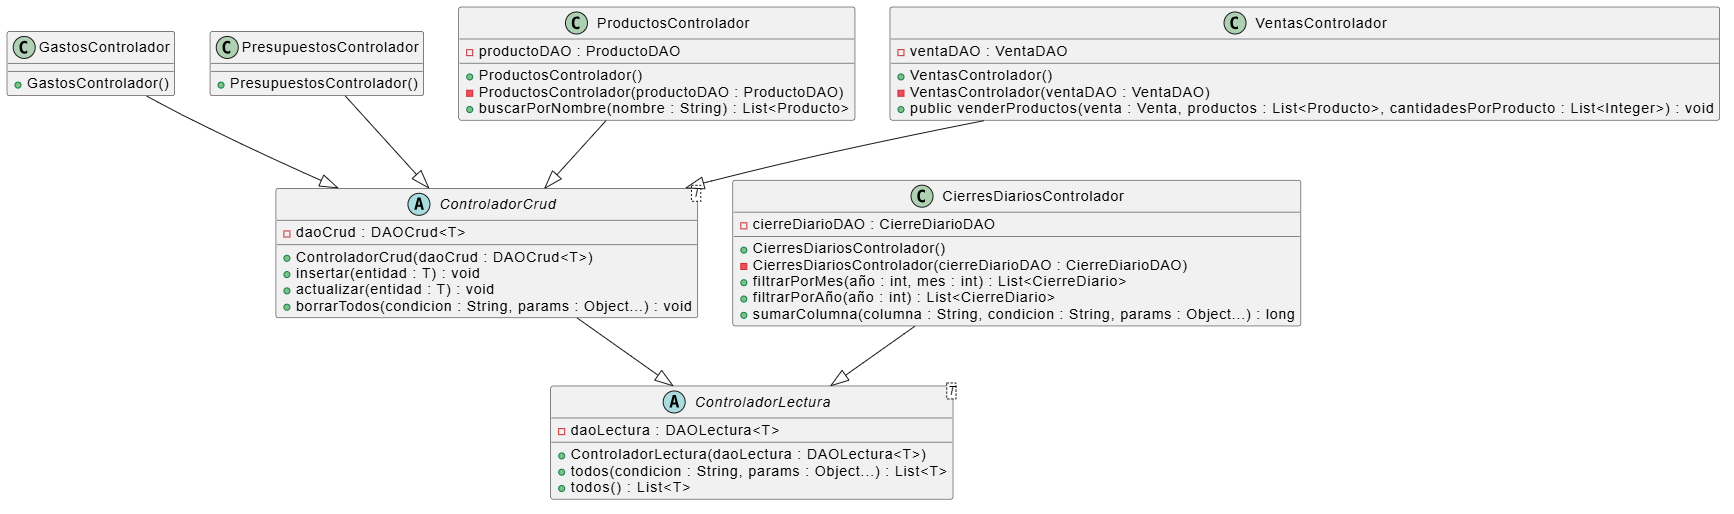 C GastosControlador
GastosControlador()
C PresupuestosControlador
PresupuestosControlador()
C ProductosControlador
productoDAO : ProductoDAO
ProductosControlador()
ProductosControlador(productoDAO : ProductoDAO)
buscarPorNombre(nombre : String) : List<Producto>
C VentasControlador
ventaDAO : VentaDAO
VentasControlador()
VentasControlador(ventaDAO : VentaDAO)
public venderProductos(venta : Venta, productos : List<Producto>, cantidadesPorProducto : List<Integer>) : void
A ControladorCrud
T
daoCrud : DAOCrud<T>
ControladorCrud(daoCrud : DAOCrud<T>)
insertar(entidad : T) : void
actualizar(entidad : T) : void
borrarTodos(condicion : String, params : Object...) : void
C CierresDiariosControlador
cierreDiarioDAO : CierreDiarioDAO
CierresDiariosControlador()
CierresDiariosControlador(cierreDiarioDAO : CierreDiarioDAO)
filtrarPorMes(año : int, mes : int) : List<CierreDiario>
filtrarPorAño(año : int) : List<CierreDiario>
sumarColumna(columna : String, condicion : String, params : Object...) : long
A ControladorLectura
T
daoLectura : DAOLectura<T>
ControladorLectura(daoLectura : DAOLectura<T>)
todos(condicion : String, params : Object...) : List<T>
todos() : List<T>